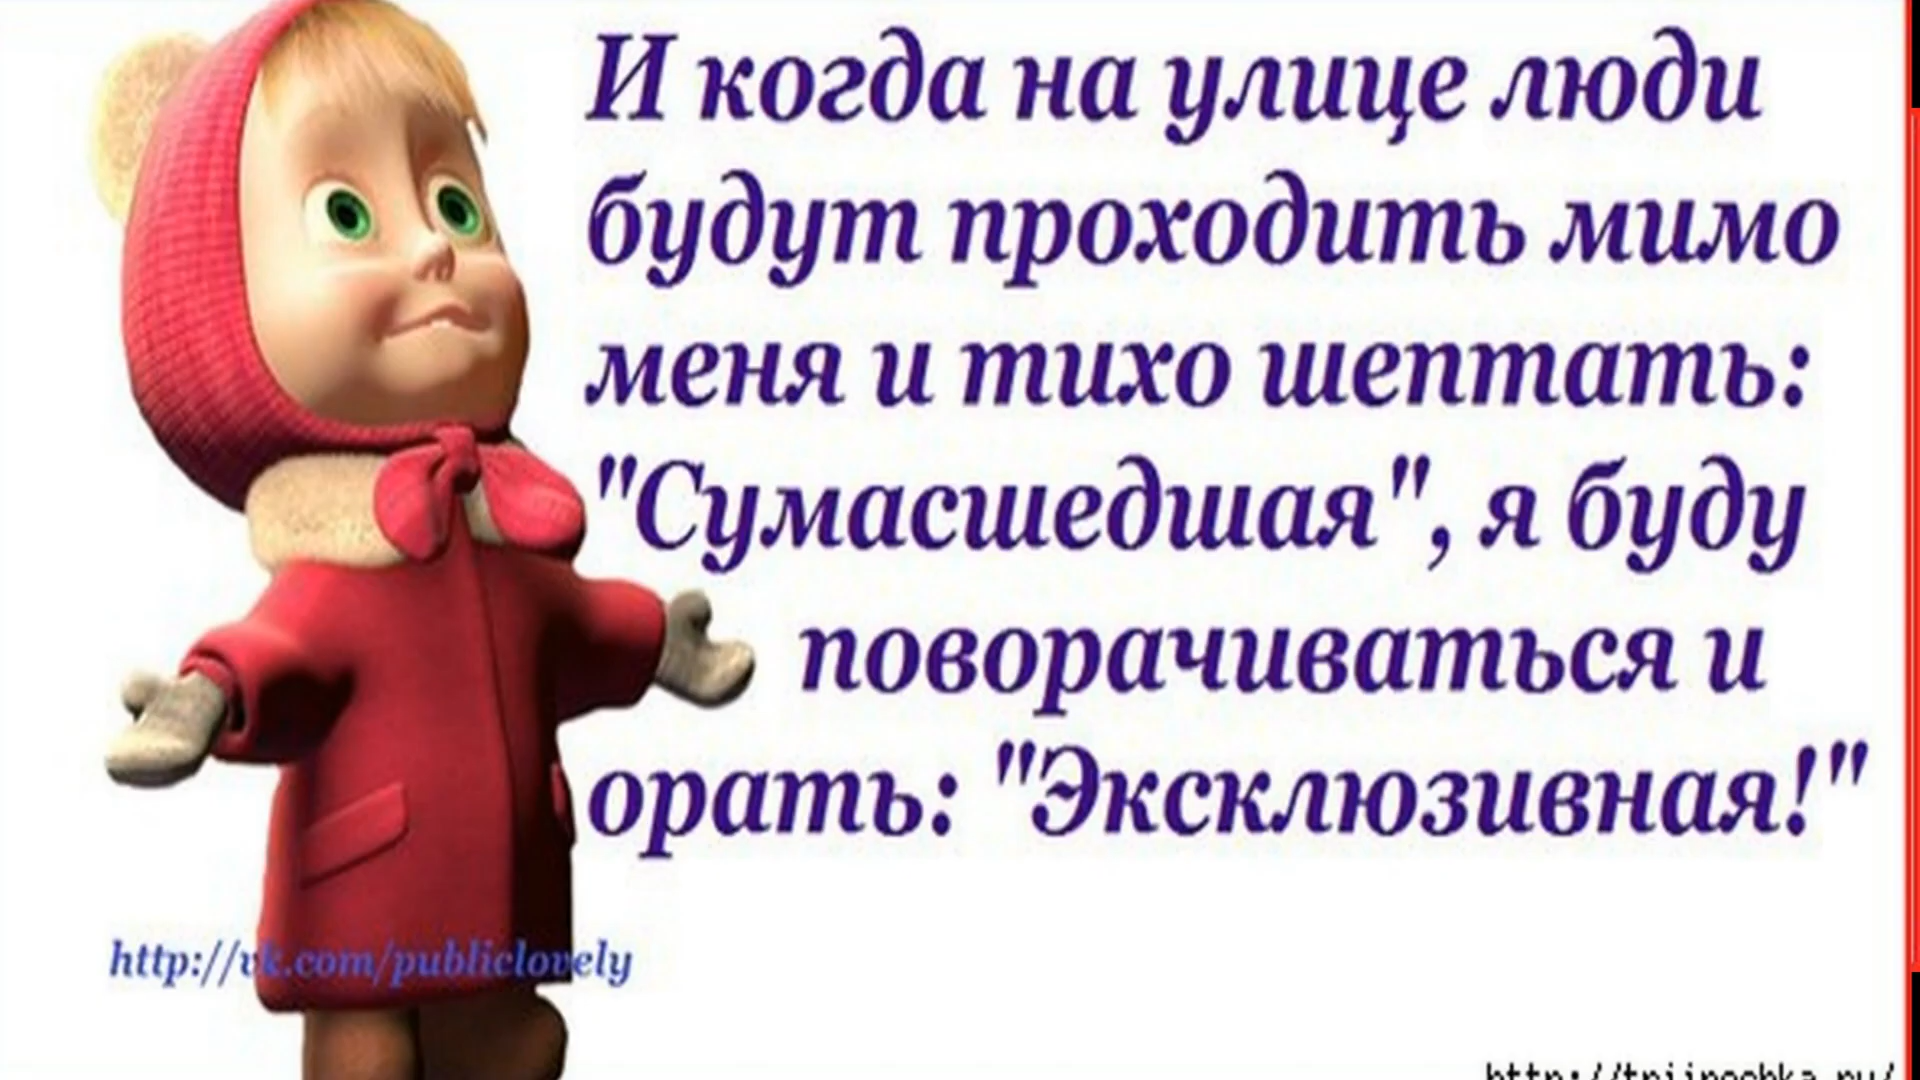 И когда на улице люди
будут проходить мимо
меня и тихо шептать:
"Сумасшедшая", я буду
поворачиваться и
орать: "Эксклюзивная!"
http://vk.com/publiclovely